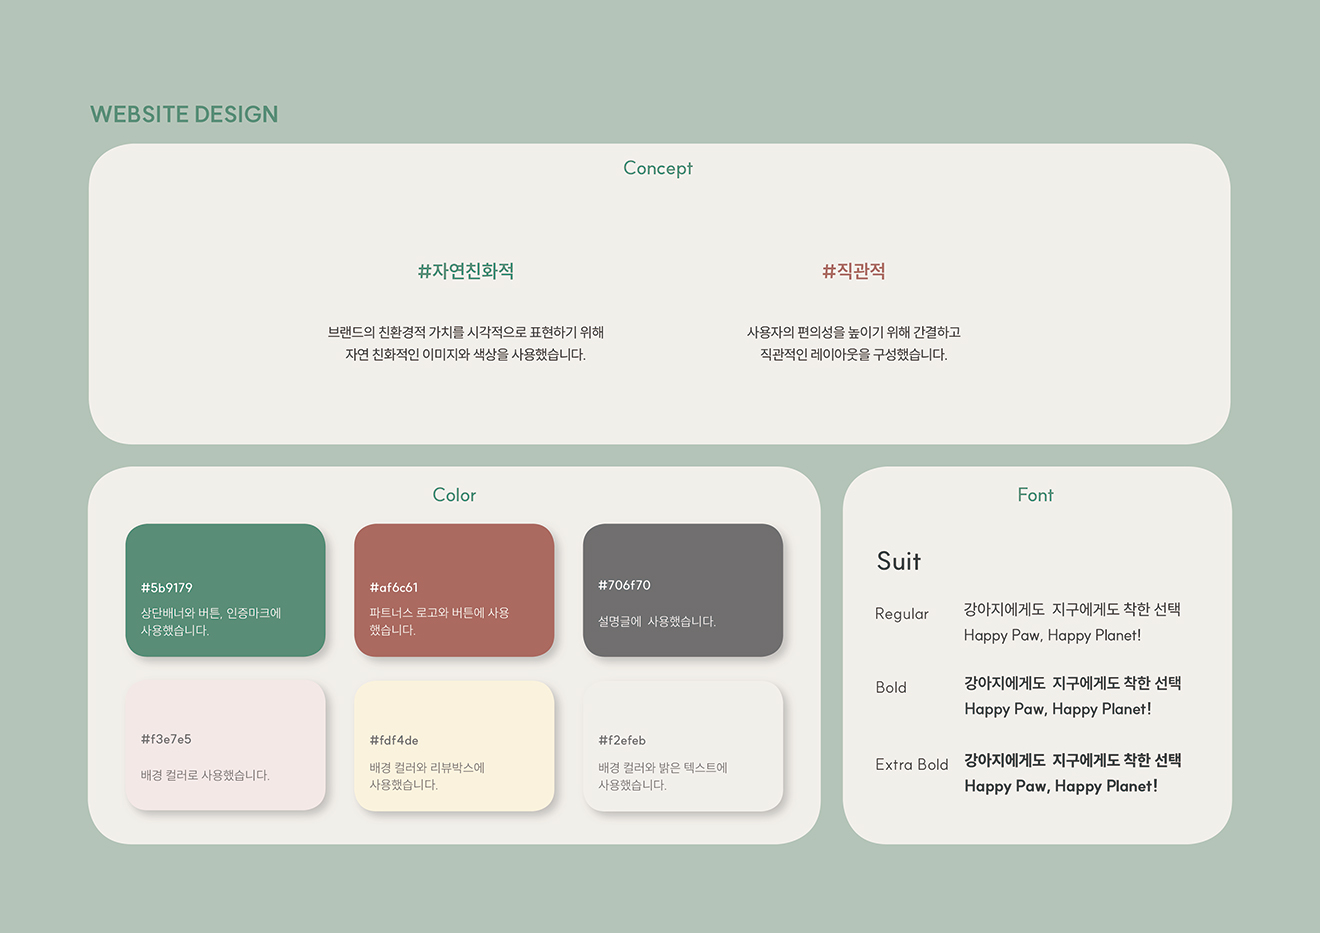 WEBSITE DESIGN
Concept
#자연친화적
브랜드의 친환경적 가치를 시각적으로 표현하기 위해
자연 친화적인 이미지와 색상을 사용했습니다.
#직관적
사용자의 편의성을 높이기 위해 간결하고
직관적인 레이아웃을 구성했습니다.
Color
#5b9179
상단배너와 버튼, 인증마크에
사용했습니다.
#af6c61
파트너스 로고와 버튼에 사용
했습니다.
#706f70
설명글에 사용했습니다.
#f3e7e5
배경 컬러로 사용했습니다.
#fdf4de
배경 컬러와 리뷰박스에
사용했습니다.
#f2efeb
배경 컬러와 밝은 텍스트에
사용했습니다.
Font
Suit
Regular
강아지에게도 지구에게도 착한 선택
Happy Paw, Happy Planet!
Bold
강아지에게도 지구에게도 착한 선택
Happy Paw, Happy Planet!
Extra Bold
강아지에게도 지구에게도 착한 선택
Happy Paw, Happy Planet!